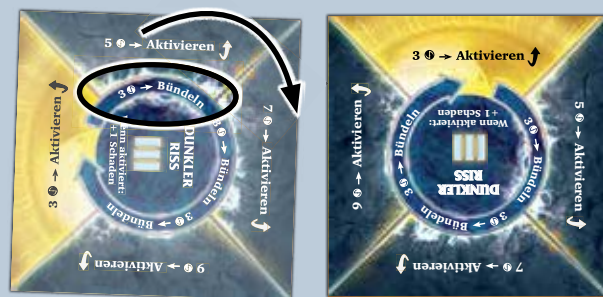 5 → Aktivieren
3 → Bündeln
3 → Aktivieren
7 → Aktivieren
3 → Bündeln
DUNKLER
RISS
enn aktiviert:
+1 Schaden
3 → Bündeln
9 → Aktivieren
3 → Aktivieren
9 → Aktivieren
3 → Bündeln
Wenn aktiviert:
+1 Schaden
DUNKLER
RISS
3 → Bündeln
5 → Aktivieren
3 → Bündeln
7 → Aktivieren